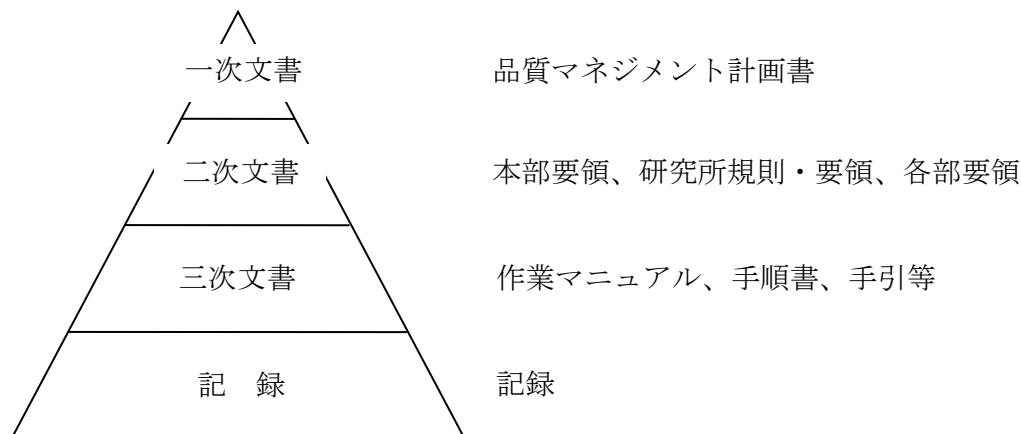 一次文書 品質マネジメント計画書
二次文書 本部要領、研究所規則・要領、各部要領
三次文書 作業マニュアル、手順書、手引等
記　録 記録